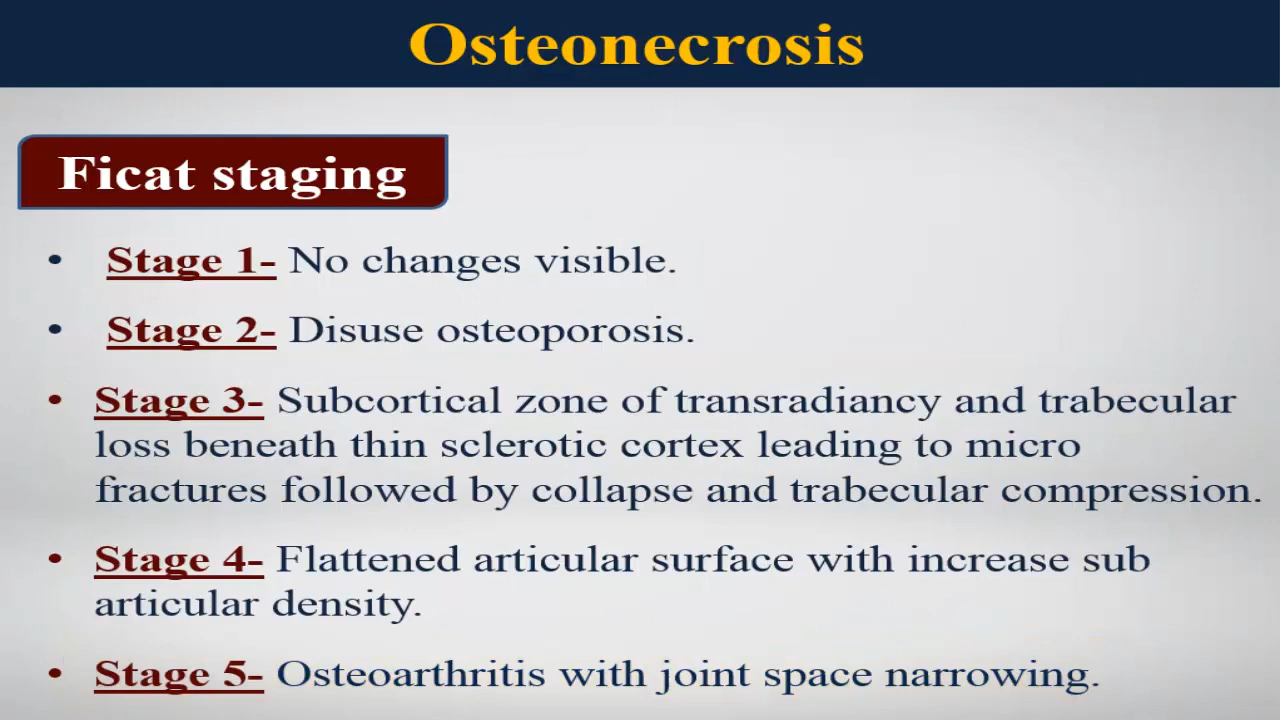 Osteonecrosis
Ficat staging
• Stage 1- No changes visible.
• Stage 2- Disuse osteoporosis.
• Stage 3- Subcortical zone of transradiancy and trabecular
loss beneath thin sclerotic cortex leading to micro
fractures followed by collapse and trabecular compression.
• Stage 4- Flattened articular surface with increase sub
articular density.
• Stage 5- Osteoarthritis with joint space narrowing.